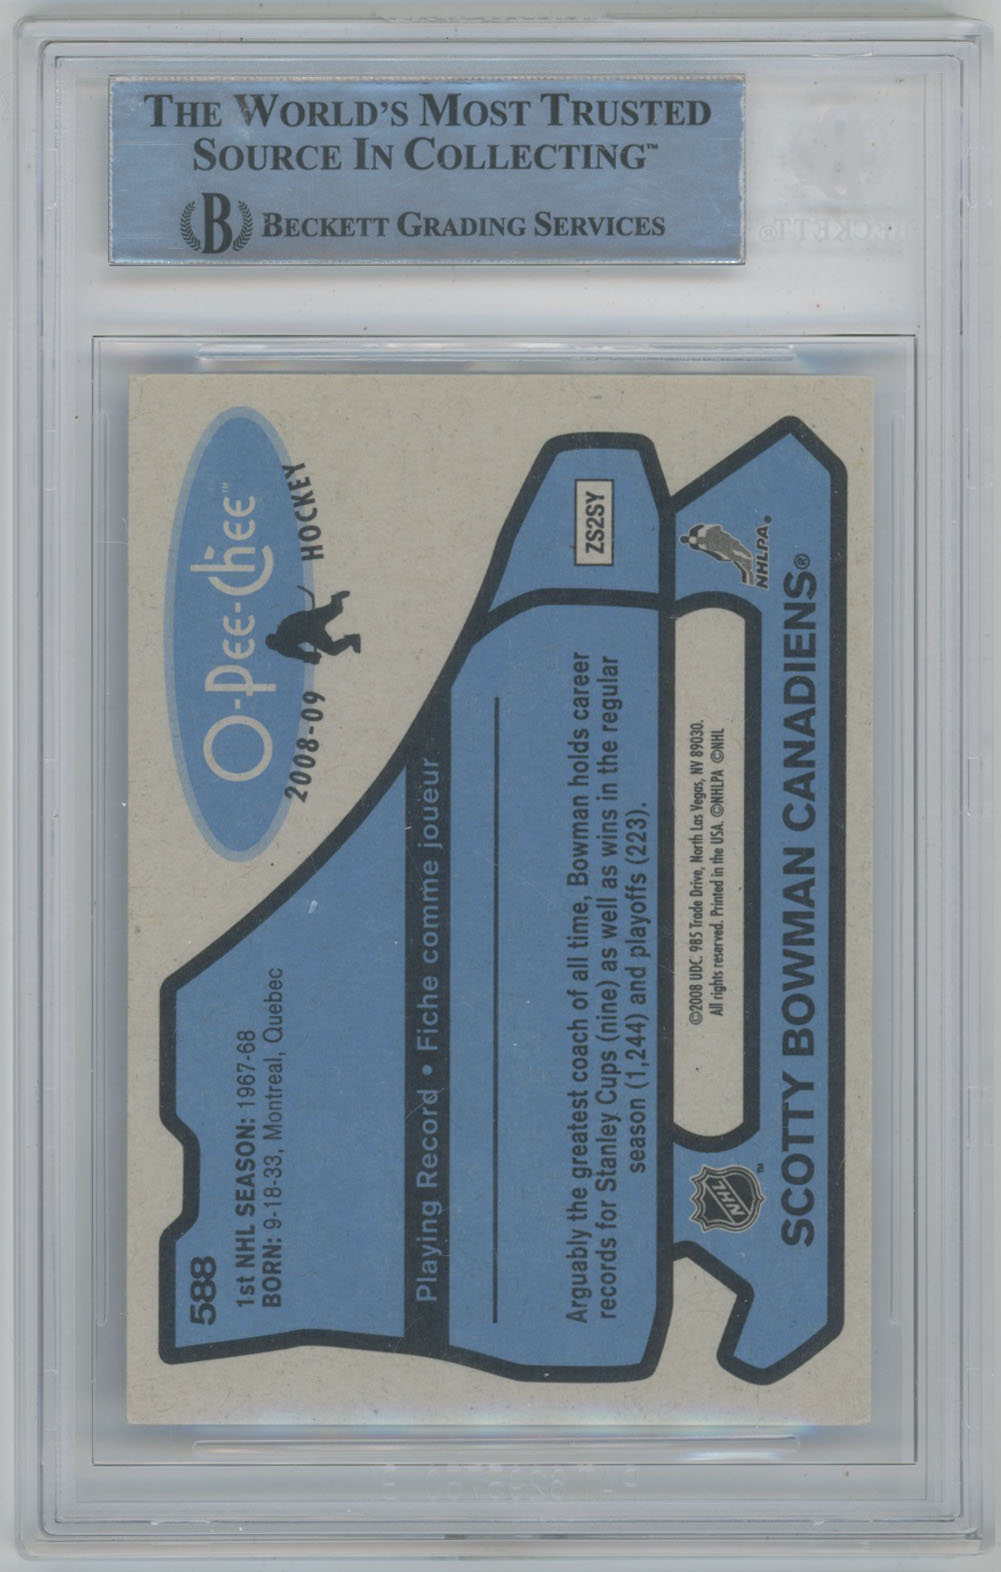 THE WORLD'S MOST TRUSTED
SOURCE IN COLLECTING™
B BECKETT GRADING SERVICES
BECKETT®
588
1st NHL SEASON: 1967-68
BORN: 9-18-33, Montreal, Quebec
O-Pee-Chee™
2008-09 HOCKEY
Playing Record • Fiche comme joueur
ZS2SY
Arguably the greatest coach of all time, Bowman holds career
records for Stanley Cups (nine) as well as wins in the regular
season (1,244) and playoffs (223).
NHL™
©2008 UDC. 985 Trade Drive, North Las Vegas, NV 89030.
All rights reserved. Printed in the USA. ©NHLPA ©NHL
NHLPA®
SCOTTY BOWMAN CANADIENS®